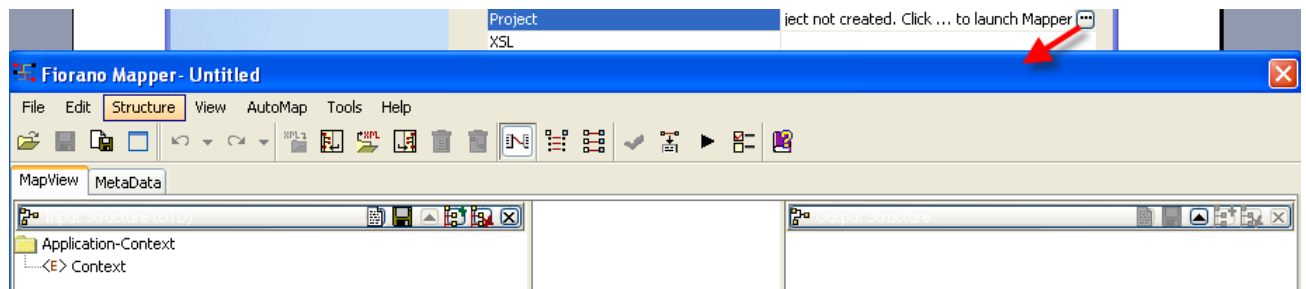 Project ject not created. Click ... to launch Mapper
XSL
Fiorano Mapper- Untitled
File Edit Structure View AutoMap Tools Help
MapView MetaData
Input Structure (DTD) Output Structure
Application-Context
<E> Context